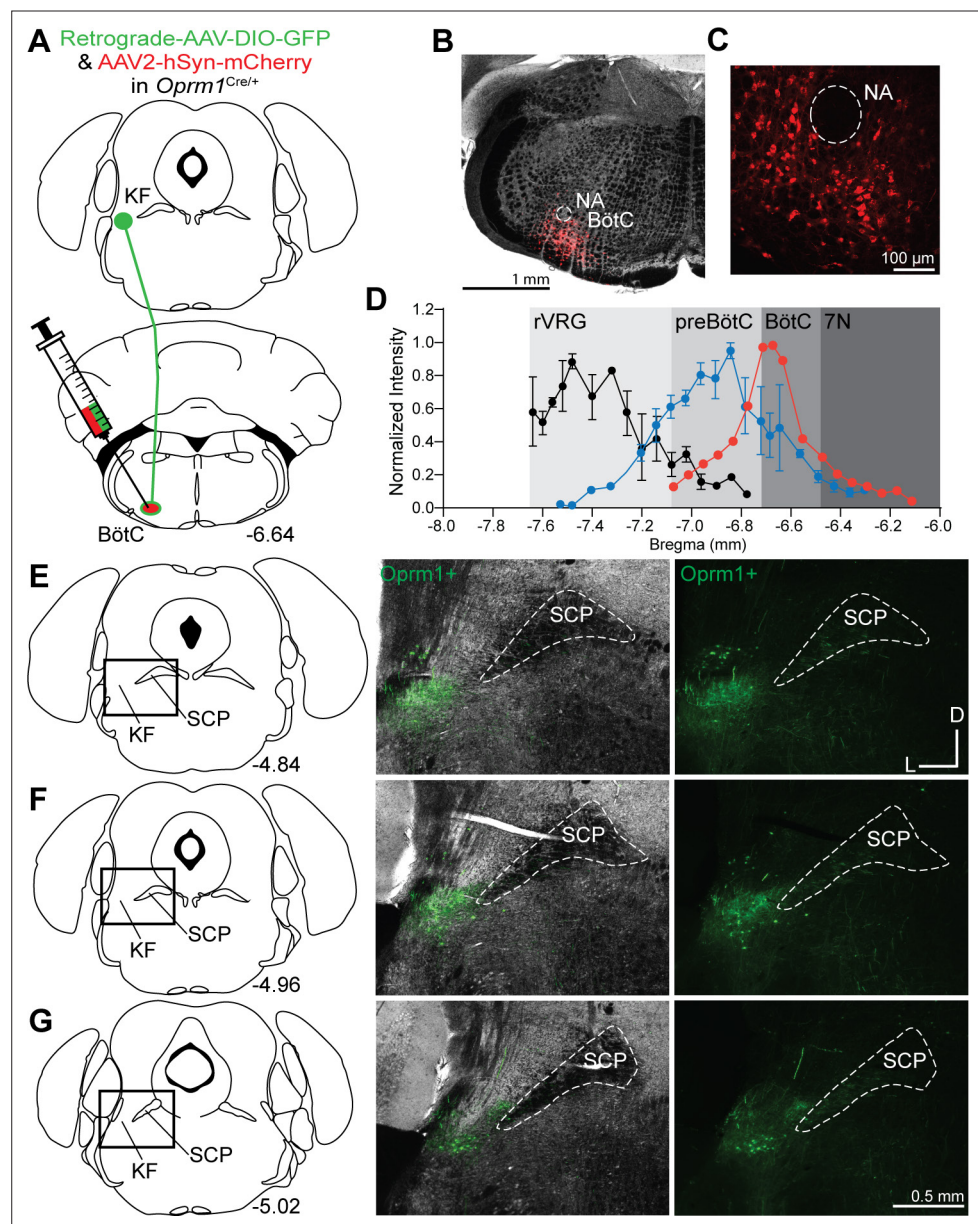 A
Retrograde-AAV-DIO-GFP
& AAV2-hSyn-mCherry
in Oprm1Cre/+
KF
BötC
-6.64
B
NA
BötC
1 mm
C
NA
100 µm
D
Normalized Intensity
1.2
1.0
0.8
0.6
0.4
0.2
0.0
rVRG
preBötC
BötC
7N
-8.0
-7.8
-7.6
-7.4
-7.2
-7.0
-6.8
-6.6
-6.4
-6.2
-6.0
Bregma (mm)
E
KF
SCP
-4.84
Oprm1+
SCP
Oprm1+
SCP
D
L
F
KF
SCP
-4.96
SCP
SCP
G
KF
SCP
-5.02
SCP
SCP
0.5 mm